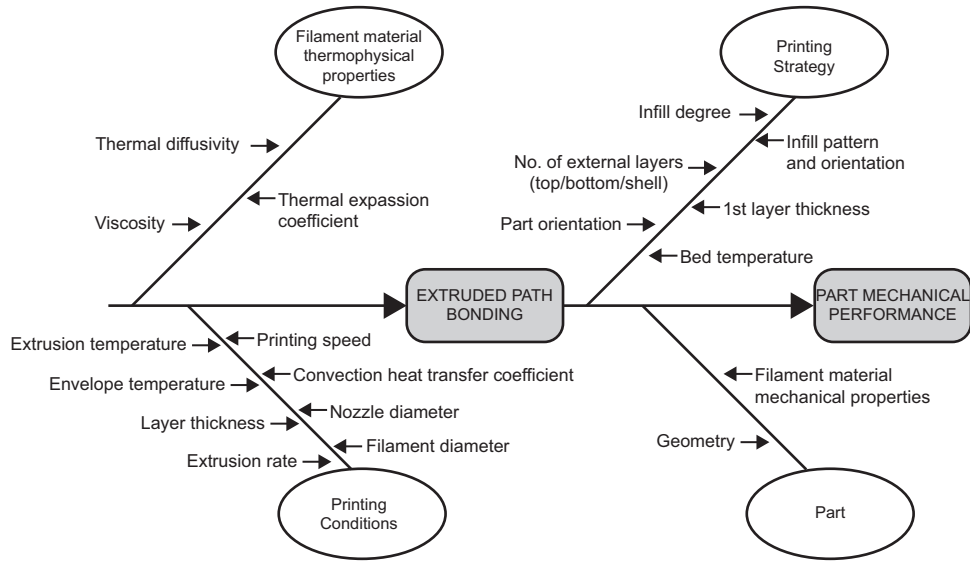 Filament material
thermophysical
properties
Thermal diffusivity
Thermal expassion
coefficient
Viscosity
Printing
Strategy
Infill degree
Infill pattern
and orientation
No. of external layers
(top/bottom/shell)
1st layer thickness
Part orientation
Bed temperature
EXTRUDED PATH
BONDING
PART MECHANICAL
PERFORMANCE
Printing speed
Extrusion temperature
Convection heat transfer coefficient
Envelope temperature
Nozzle diameter
Layer thickness
Filament diameter
Extrusion rate
Printing
Conditions
Filament material
mechanical properties
Geometry
Part